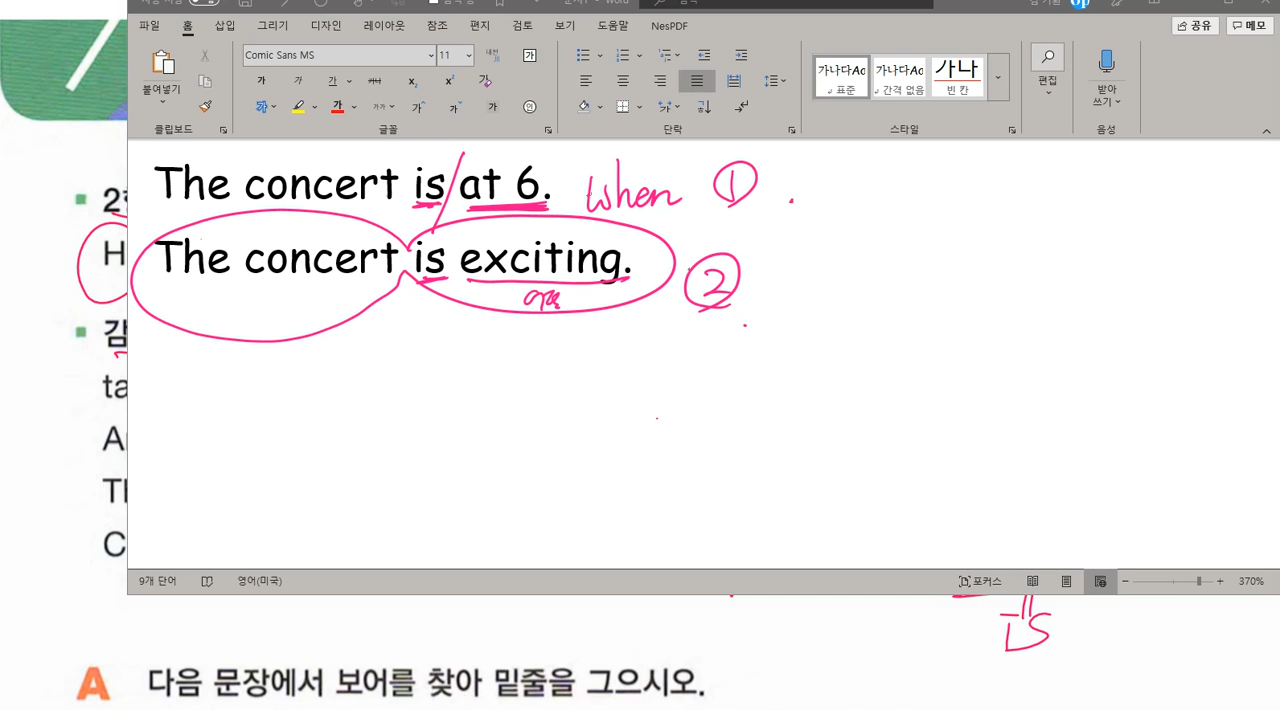 파일 홈 삽입 그리기 디자인 레이아웃 참조 편지 검토 보기 도움말 NesPDF 공유 메모
붙여넣기 Comic Sans MS 11 가나다 가나다 가나 편집 받아쓰기
표준 간격 없음 빈 칸
클립보드 글꼴 단락 스타일 음성
The concert is at 6. when ①
The concert is exciting. ②
H
감
ta
A
Th
C
9개 단어 영어(미국) 포커스 370%
is
A 다음 문장에서 보어를 찾아 밑줄을 그으시오.